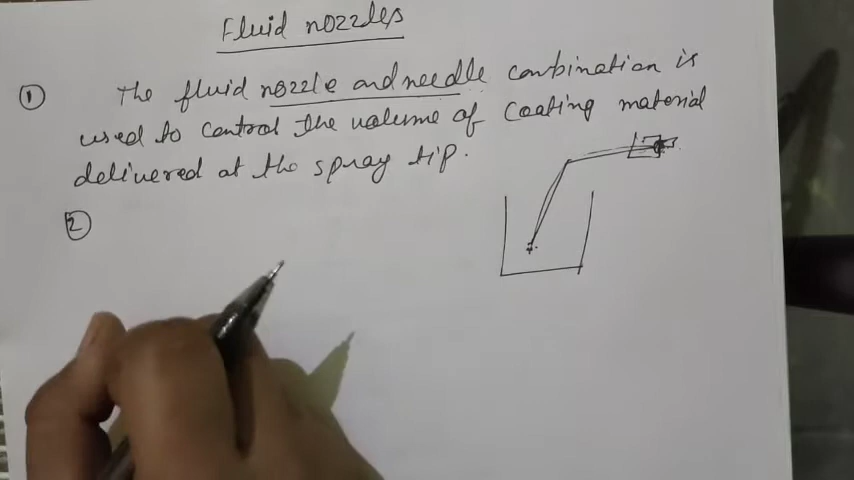 Fluid nozzles
① The fluid nozzle and needle combination is
used to control the volume of coating material
delivered at the spray tip.
②